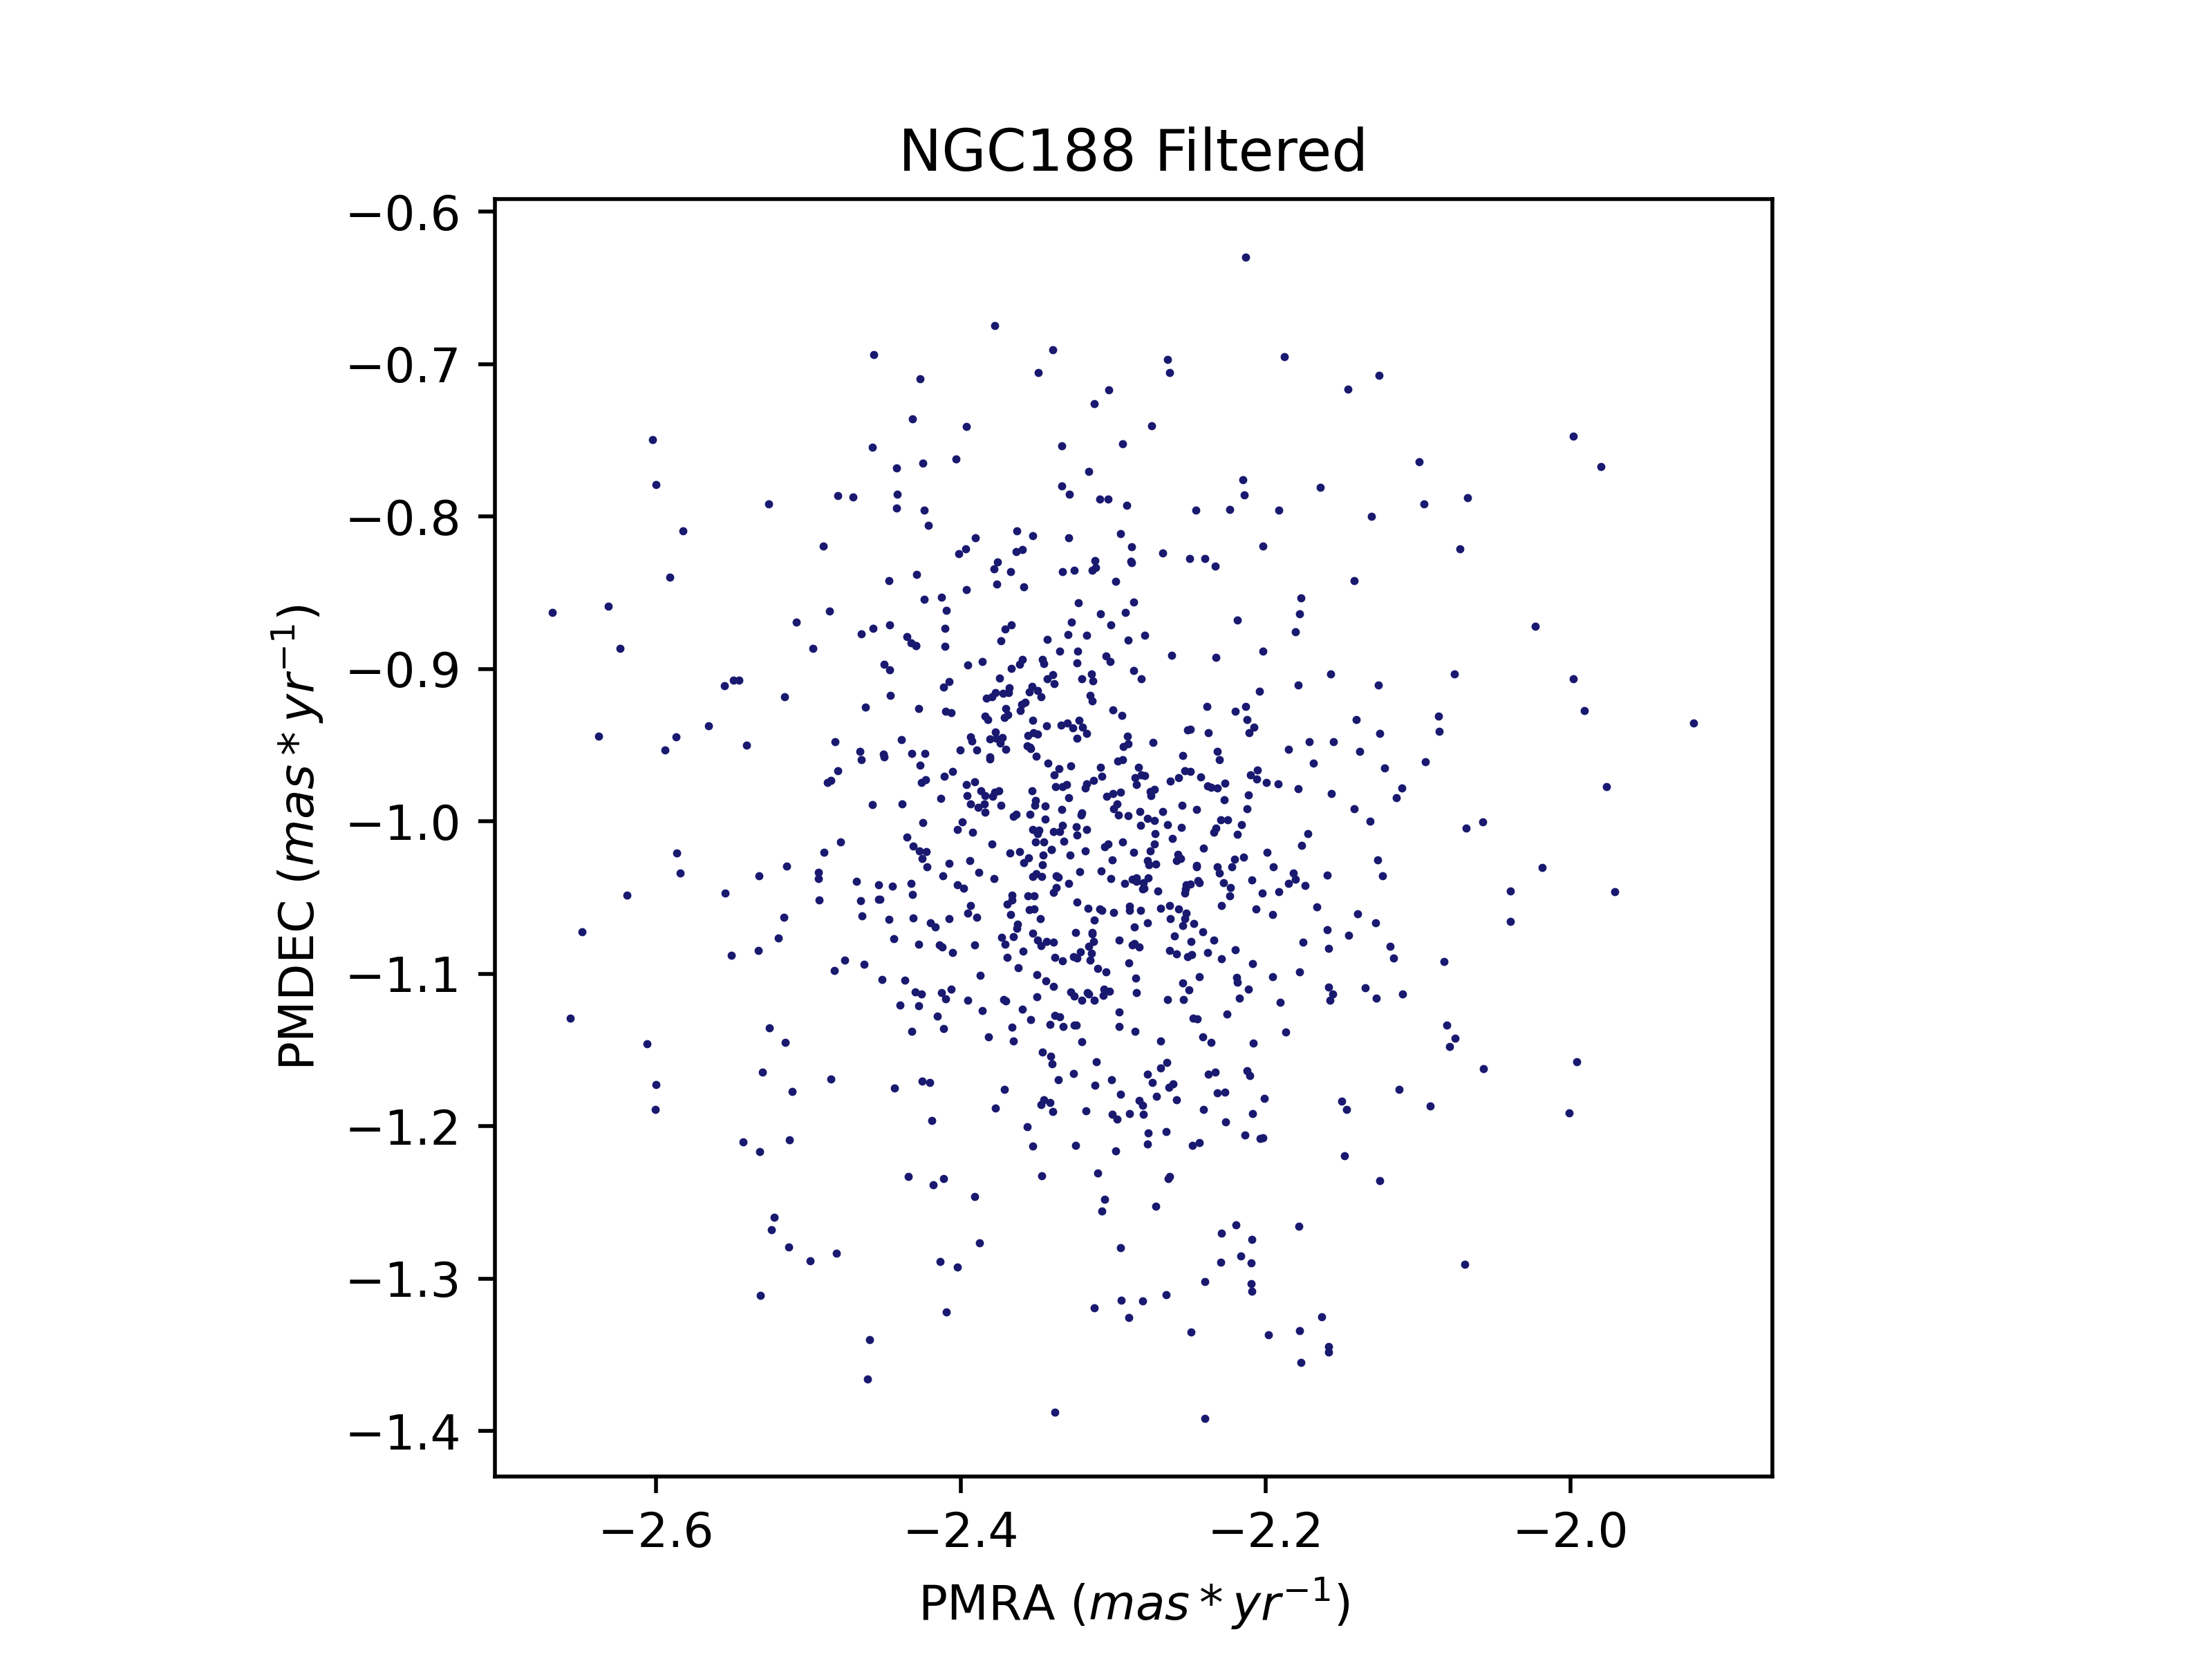 NGC188 Filtered
−0.6
−0.7
−0.8
−0.9
−1.0
−1.1
−1.2
−1.3
−1.4
PMDEC (mas * yr⁻¹)
−2.6 −2.4 −2.2 −2.0
PMRA (mas * yr⁻¹)